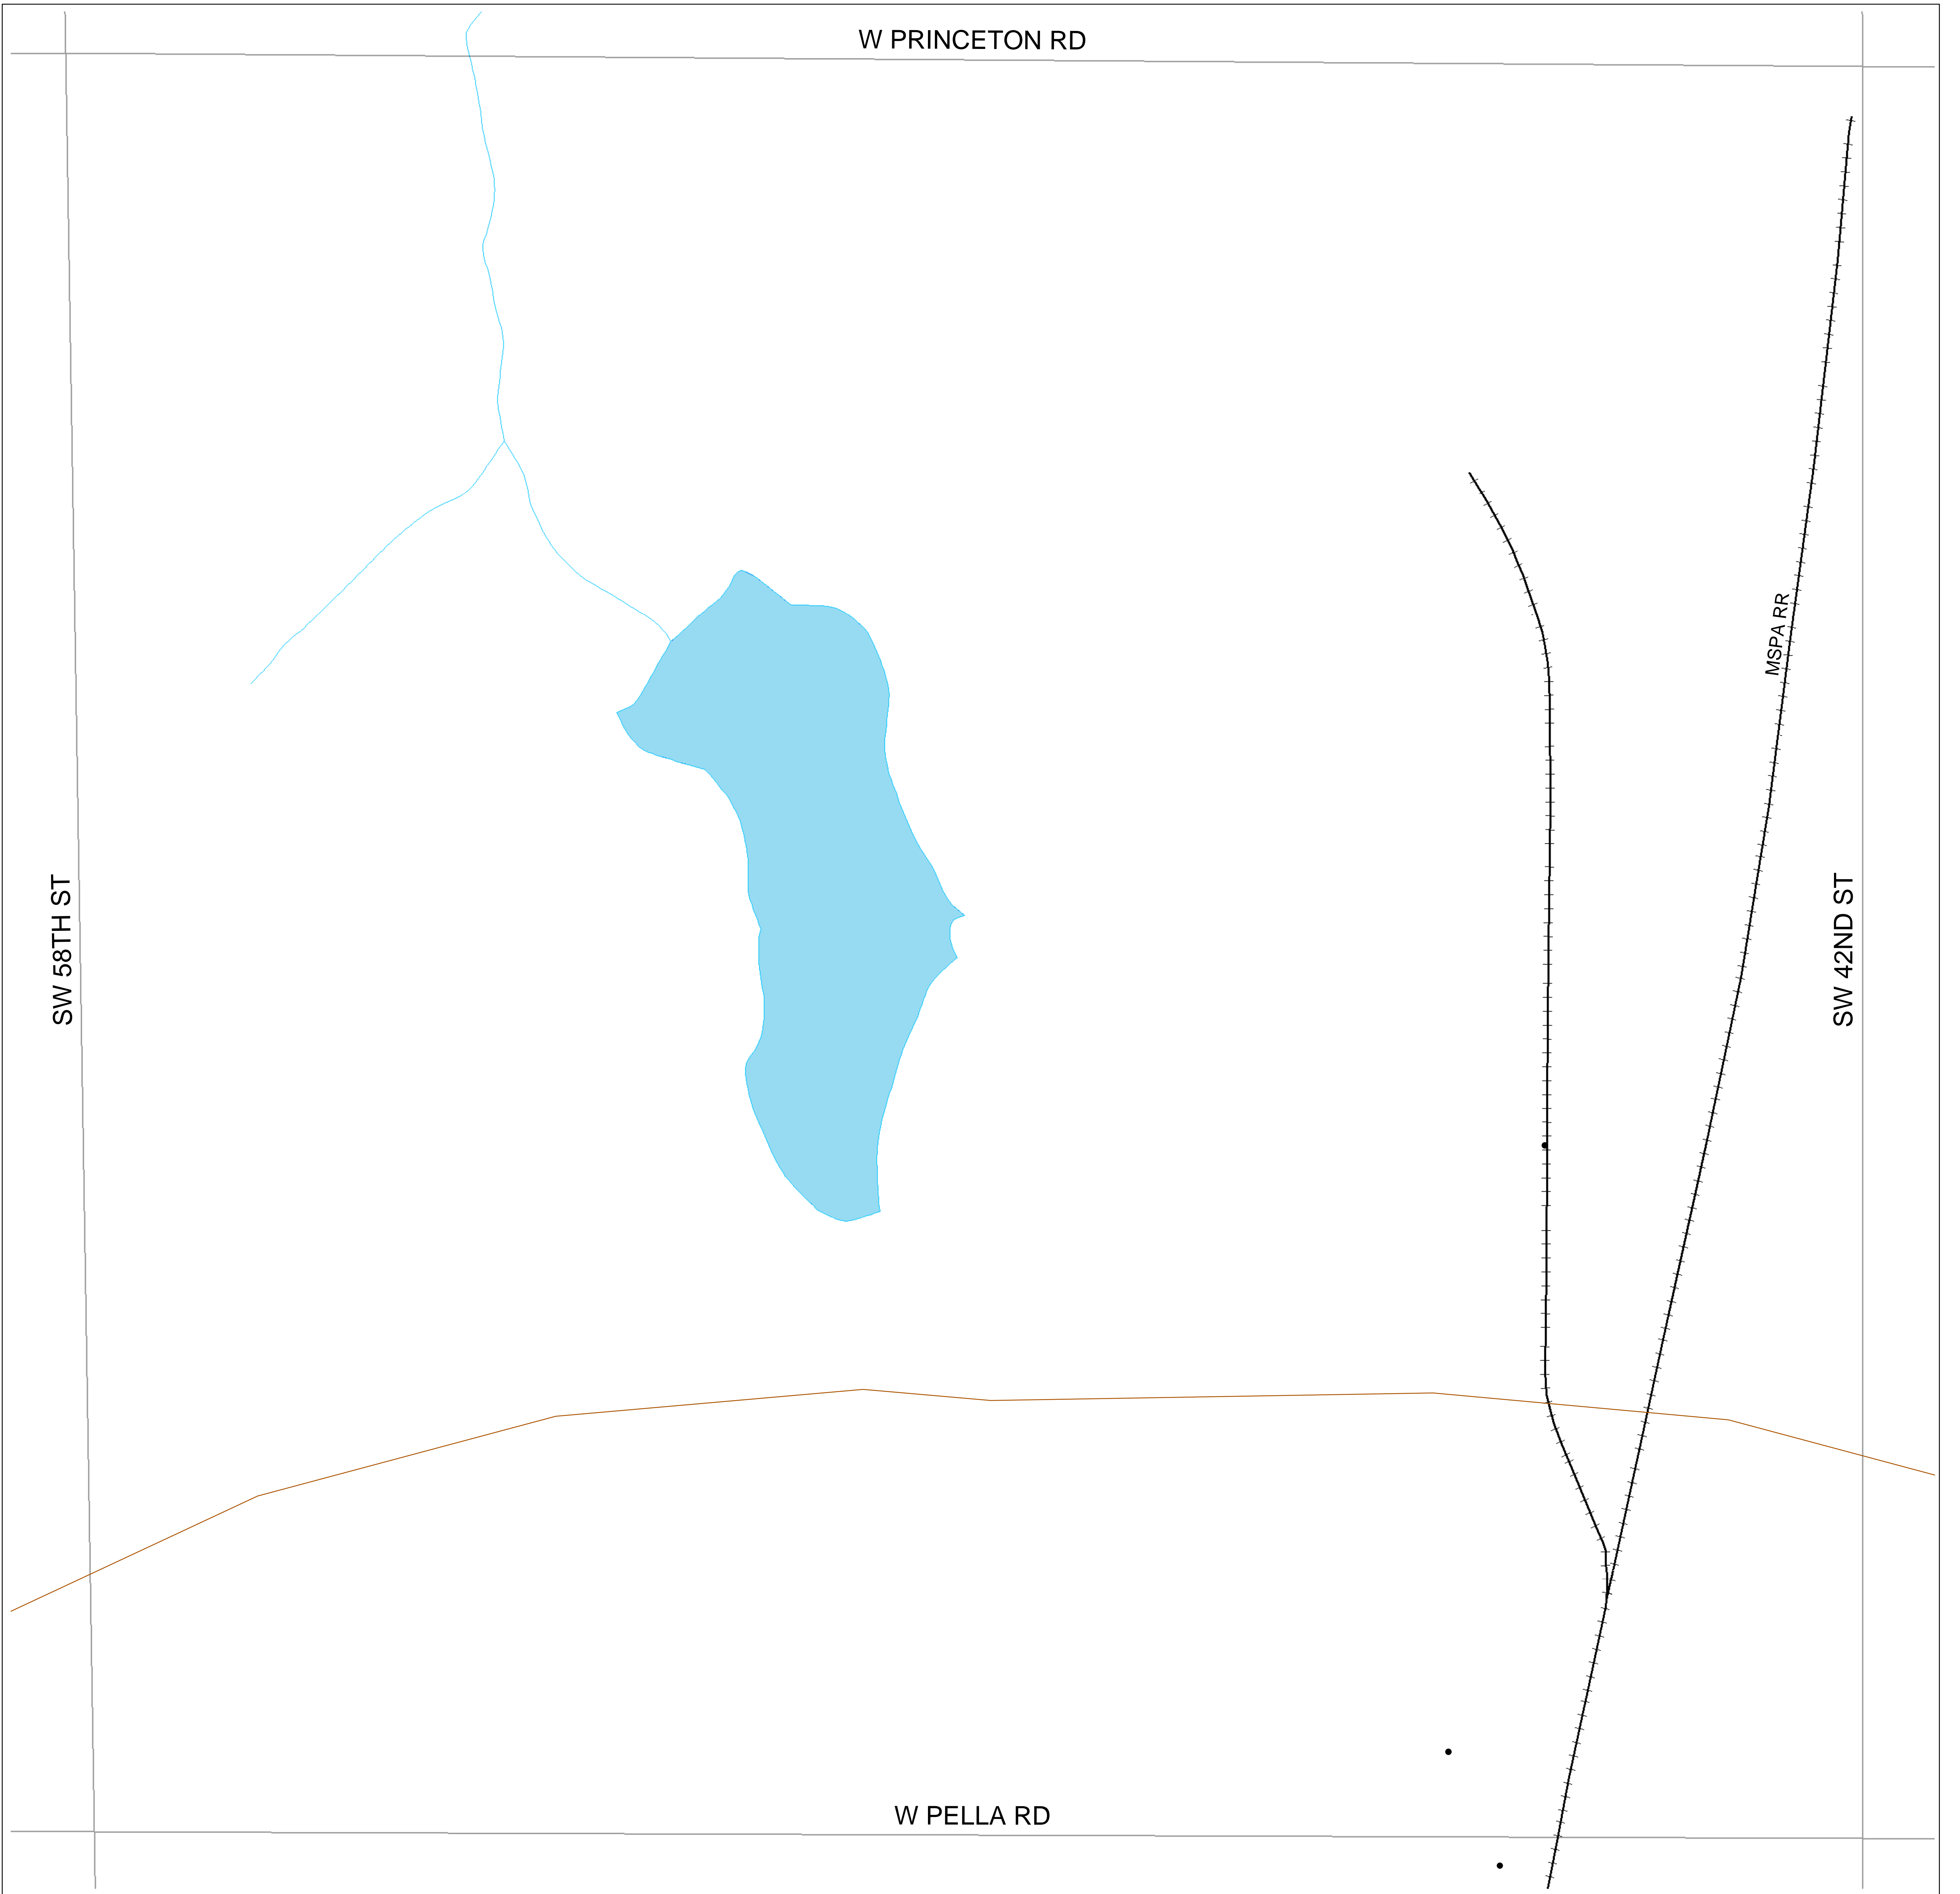 W PRINCETON RD
MSPA RR
SW 58TH ST
SW 42ND ST
W PELLA RD